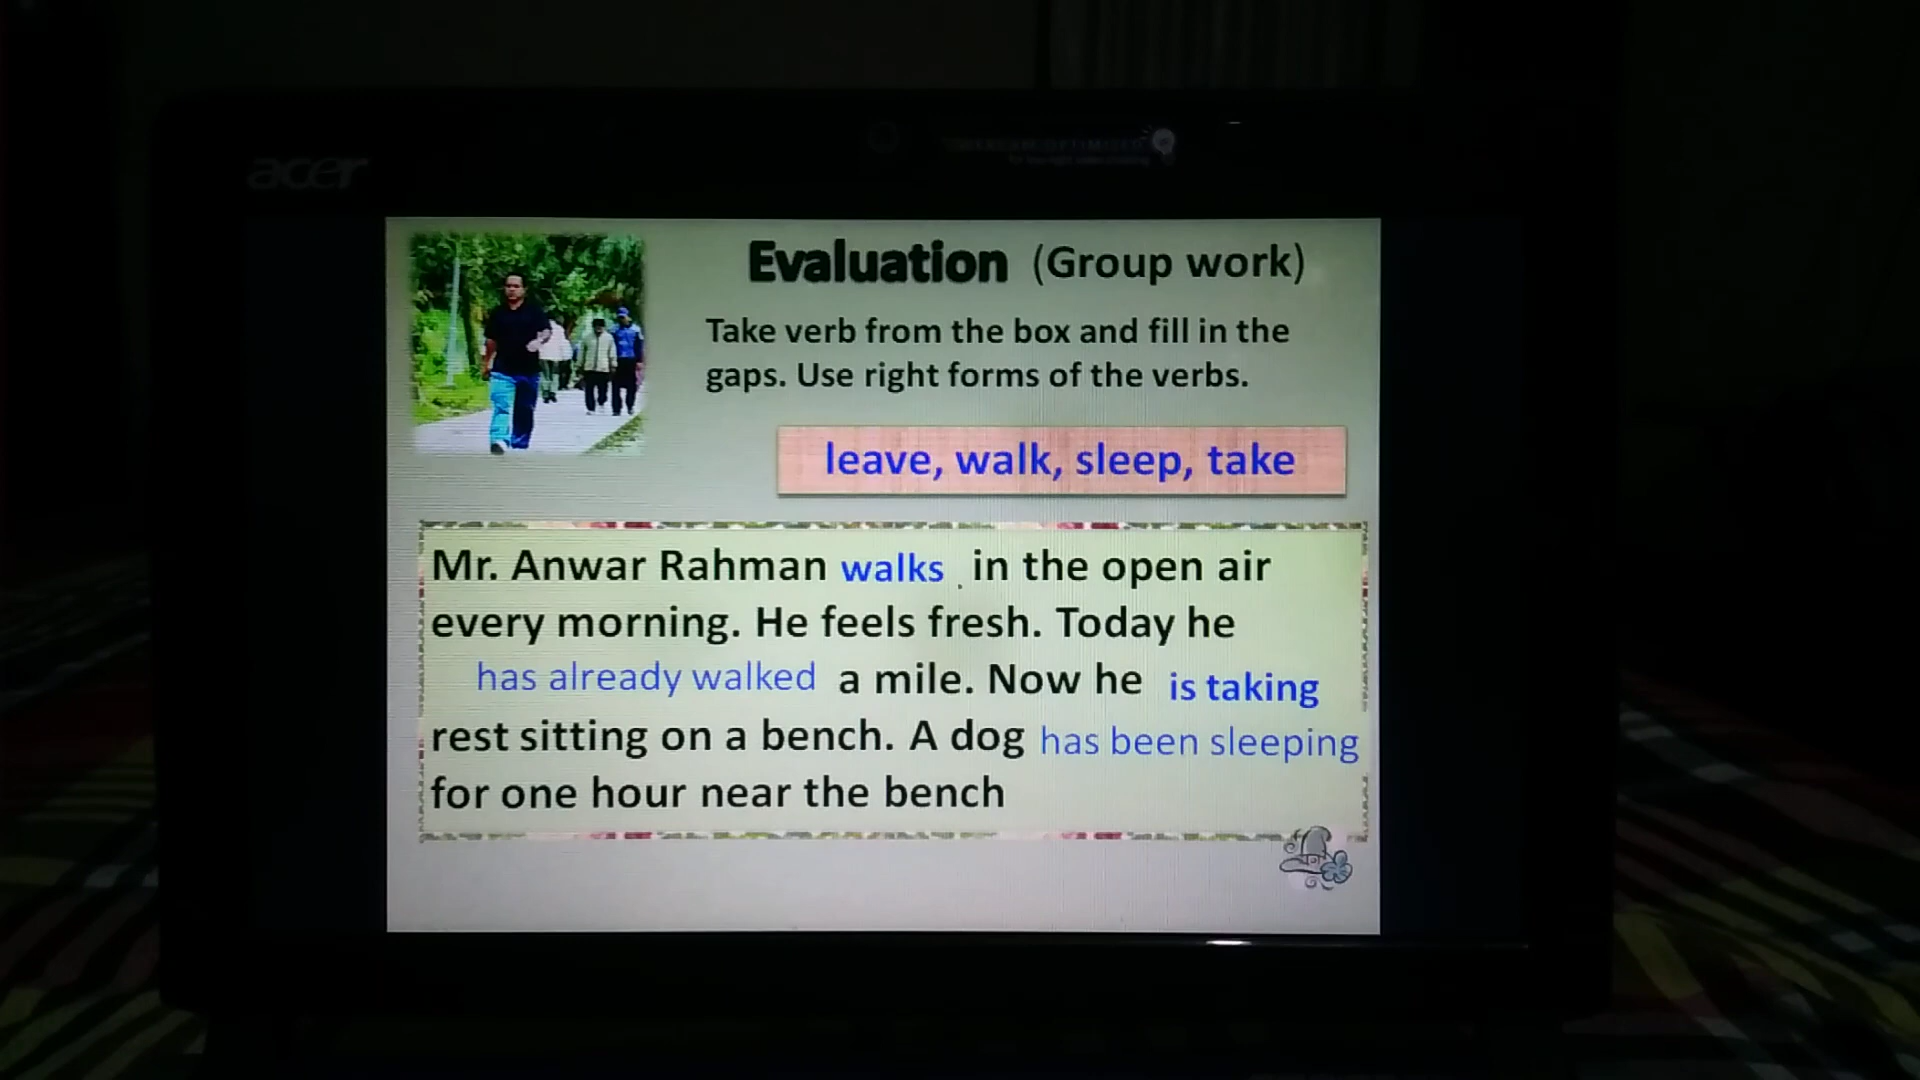 acer
Evaluation (Group work)
Take verb from the box and fill in the
gaps. Use right forms of the verbs.
leave, walk, sleep, take
Mr. Anwar Rahman walks . in the open air
every morning. He feels fresh. Today he
has already walked a mile. Now he is taking
rest sitting on a bench. A dog has been sleeping
for one hour near the bench